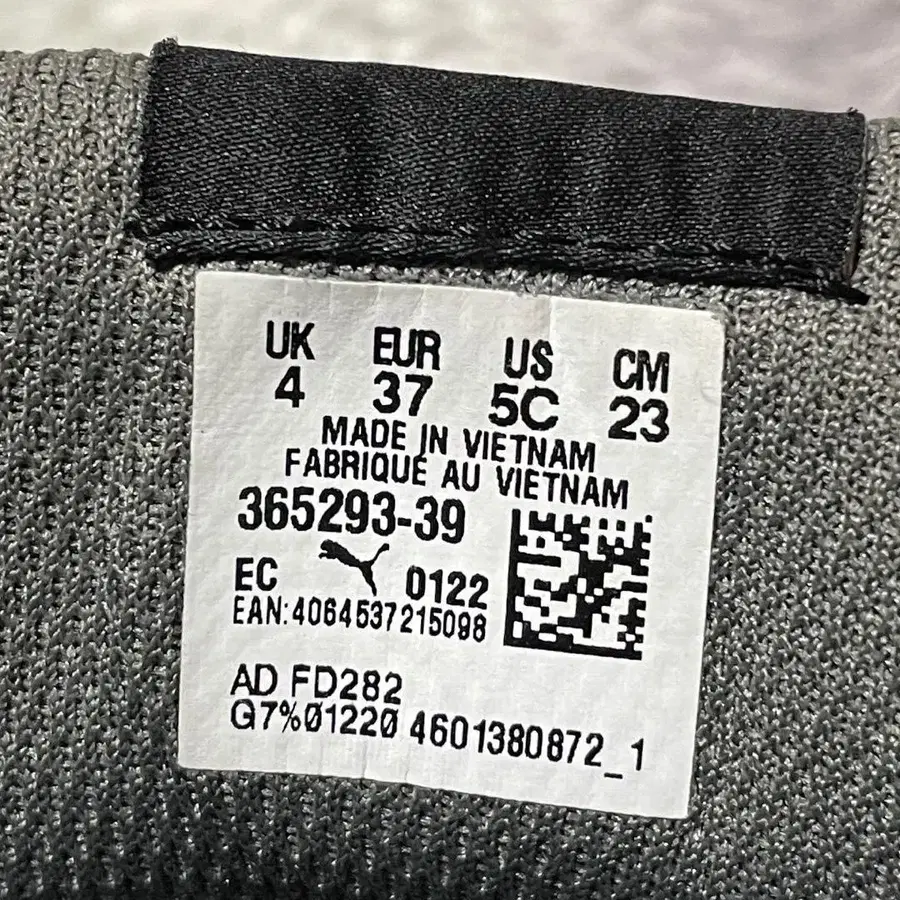 UK EUR US CM
4 37 5C 23
MADE IN VIETNAM
FABRIQUÉ AU VIETNAM
365293-39
EC 0122
EAN:4064537215098
AD FD282
G7%01220 4601380872_1